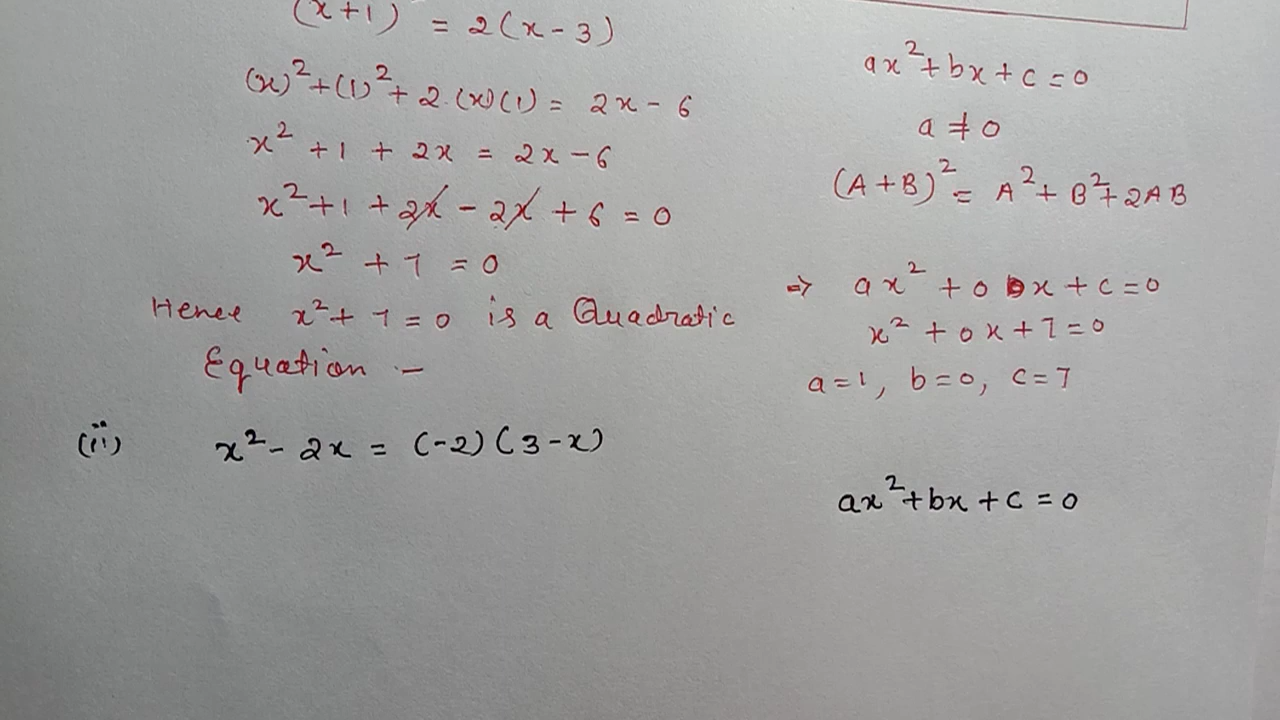 (x+1) = 2(x-3)
(x)²+(1)²+ 2.(x)(1) = 2x - 6
x² + 1 + 2x = 2x - 6
x² + 1 + 2x - 2x + 6 = 0
x² + 7 = 0
Hence x² + 7 = 0 is a Quadratic
Equation -
(ii) x² - 2x = (-2)(3-x)
ax² + bx + c = 0
a ≠ 0
(A+B)² = A² + B² + 2AB
⇒ ax² + 0 x + c = 0
x² + 0x + 7 = 0
a=1, b=0, c=7
ax² + bx + c = 0